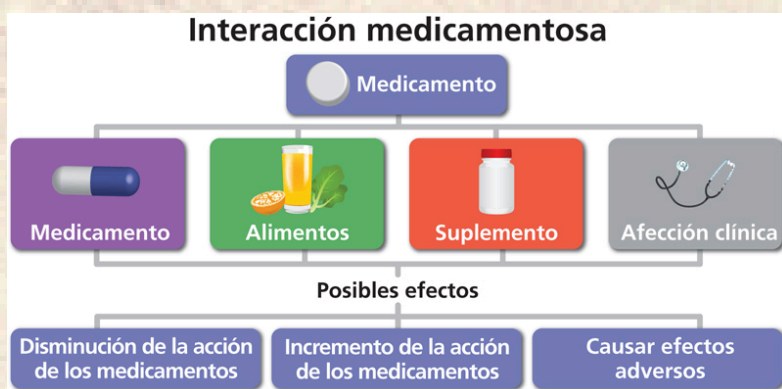 Interacción medicamentosa
Medicamento
Medicamento
Alimentos
Suplemento
Afección clínica
Posibles efectos
Disminución de la acción
de los medicamentos
Incremento de la acción
de los medicamentos
Causar efectos
adversos